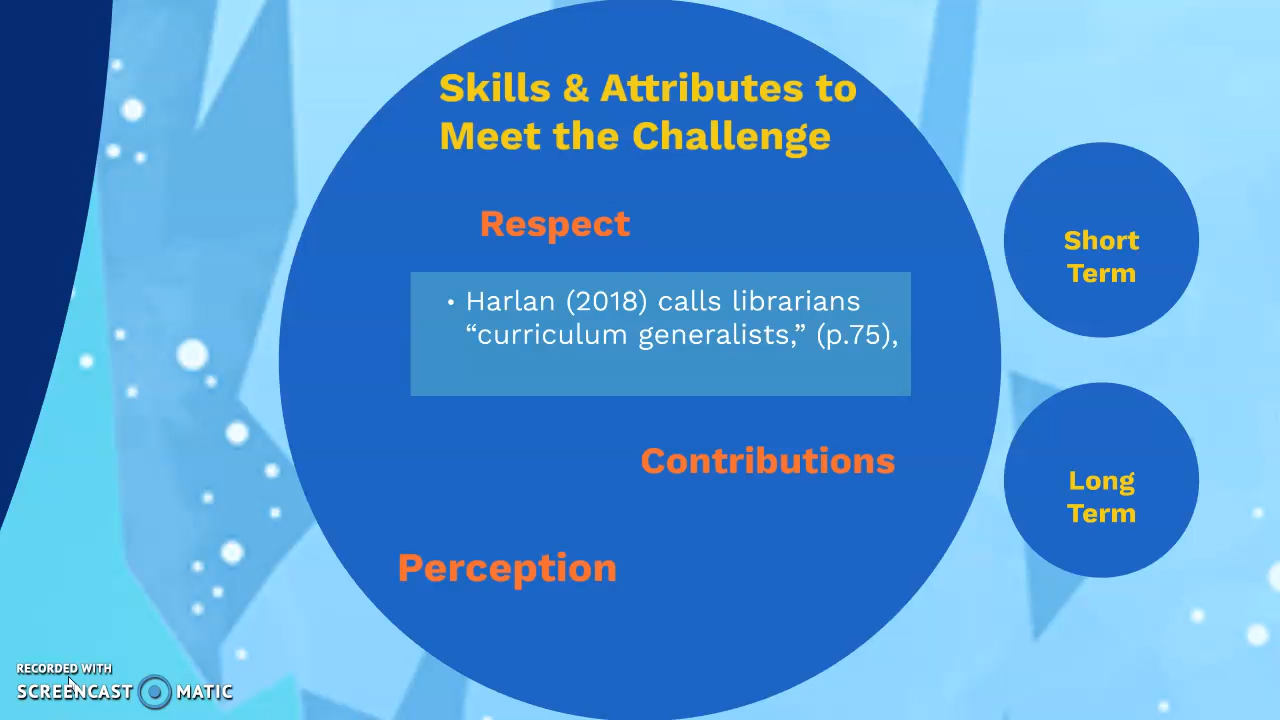 Skills & Attributes to
Meet the Challenge
Respect
• Harlan (2018) calls librarians
“curriculum generalists,” (p.75),
Contributions
Perception
Short
Term
Long
Term
RECORDED WITH
SCREENCAST MATIC